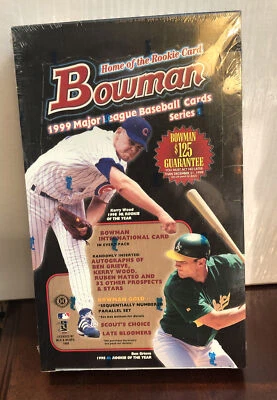 Home of the Rookie Card
Bowman
1999 Major League Baseball Cards
Series 1
BOWMAN
$125
GUARANTEE
Kerry Wood
1998 NL ROOKIE
OF THE YEAR
BOWMAN
INTERNATIONAL CARD
IN EVERY PACK
RANDOMLY INSERTED
AUTOGRAPHS OF
BEN GRIEVE,
KERRY WOOD,
RUBEN MATEO AND
31 OTHER PROSPECTS
& STARS
BOWMAN GOLD
SEQUENTIALLY NUMBERED
PARALLEL SET
SCOUT'S CHOICE
LATE BLOOMERS
Ben Grieve
1998 AL ROOKIE OF THE YEAR